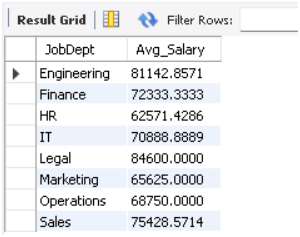 Result Grid Filter Rows:
JobDept Avg_Salary
Engineering 81142.8571
Finance 72333.3333
HR 62571.4286
IT 70888.8889
Legal 84600.0000
Marketing 65625.0000
Operations 68750.0000
Sales 75428.5714